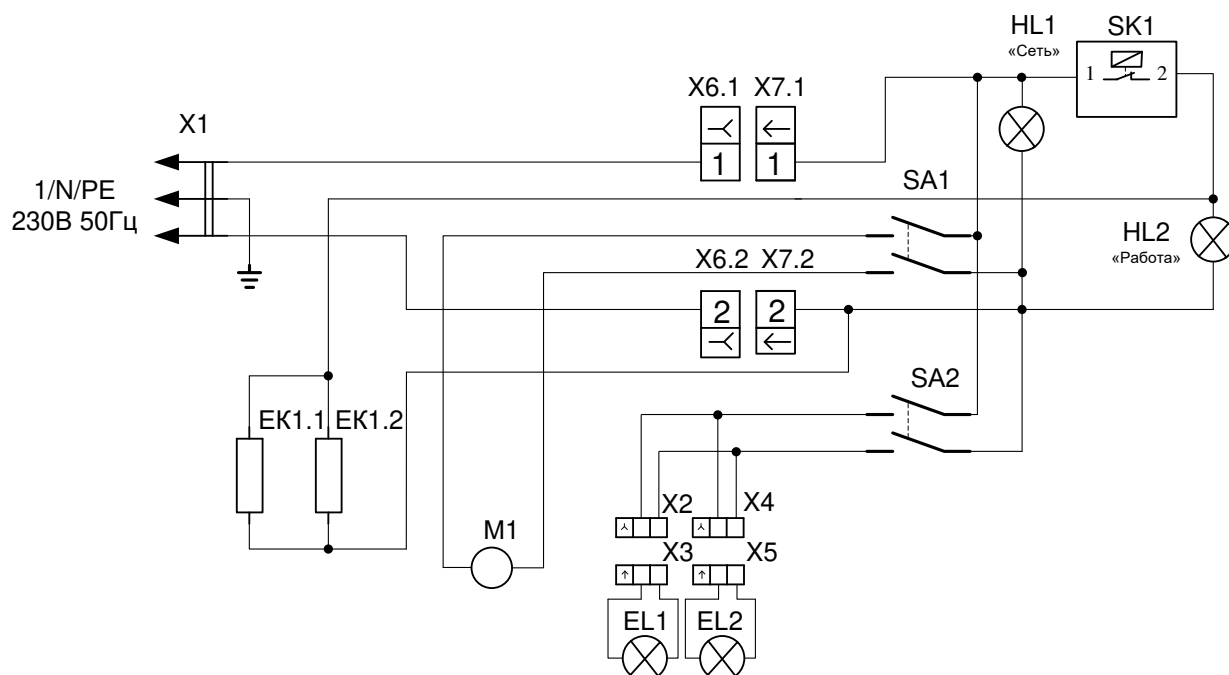 HL1
«Сеть»
SK1
1 2
X6.1 X7.1
X1
1 1
1/N/PE
230В 50Гц
SA1
HL2
«Работа»
X6.2 X7.2
2 2
SA2
EK1.1 EK1.2
X2 X4
M1
X3 X5
EL1 EL2